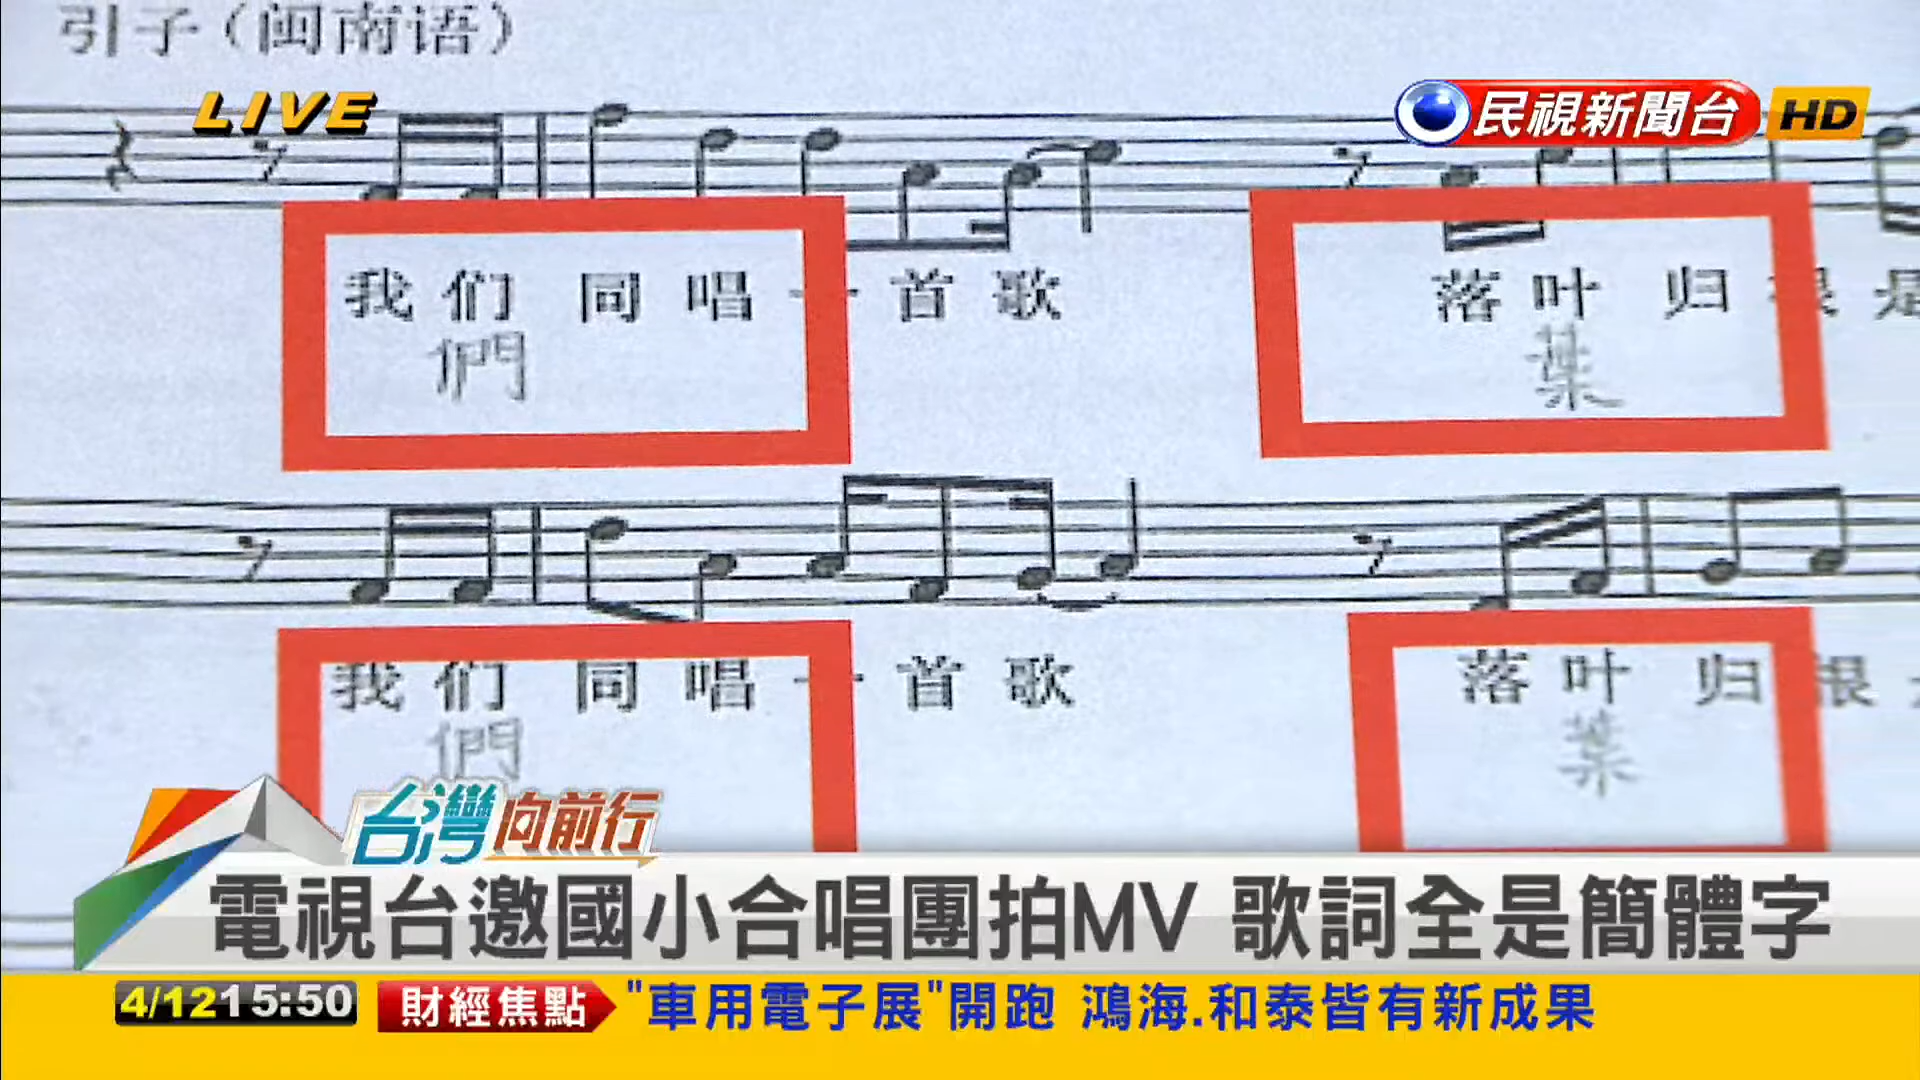 引子(闽南语)
LIVE
民視新聞台 HD
我们同唱一首歌 落叶归根是
們 葉
我们同唱一首歌 落叶归根
們 葉
台灣向前行
電視台邀國小合唱團拍MV 歌詞全是簡體字
4/12 15:50 財經焦點 "車用電子展"開跑 鴻海.和泰皆有新成果